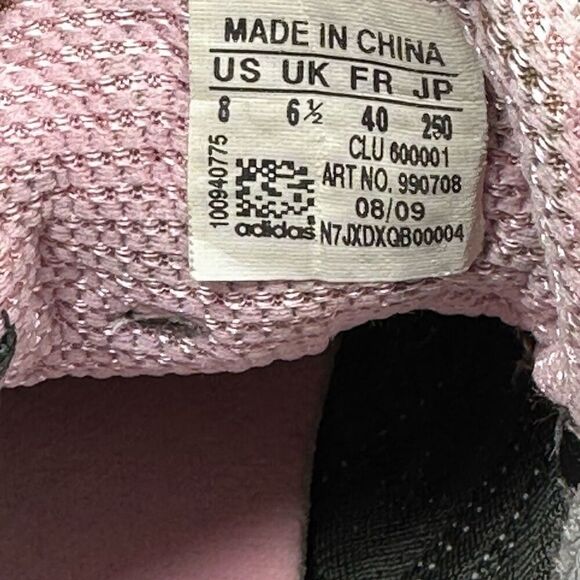 MADE IN CHINA
US UK FR JP
8 6½ 40 250
CLU 600001
ART NO. 990708
08/09
adidas N7JXDXQB00004
100940775